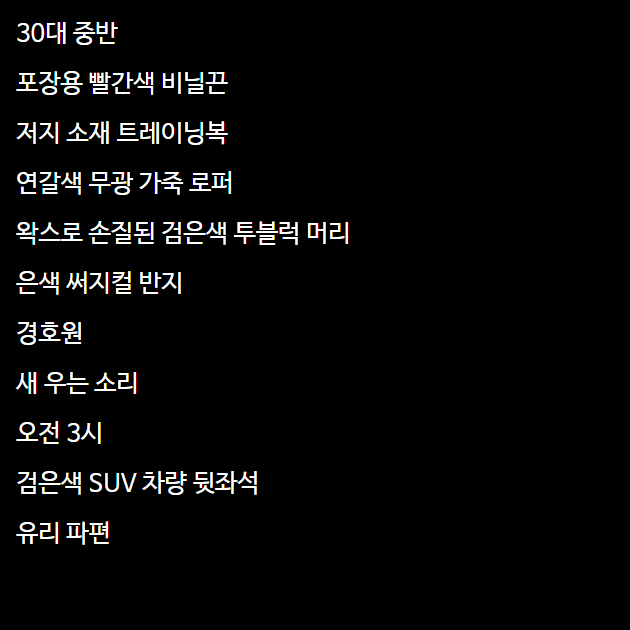 30대 중반
포장용 빨간색 비닐끈
저지 소재 트레이닝복
연갈색 무광 가죽 로퍼
왁스로 손질된 검은색 투블럭 머리
은색 써지컬 반지
경호원
새 우는 소리
오전 3시
검은색 SUV 차량 뒷좌석
유리 파편